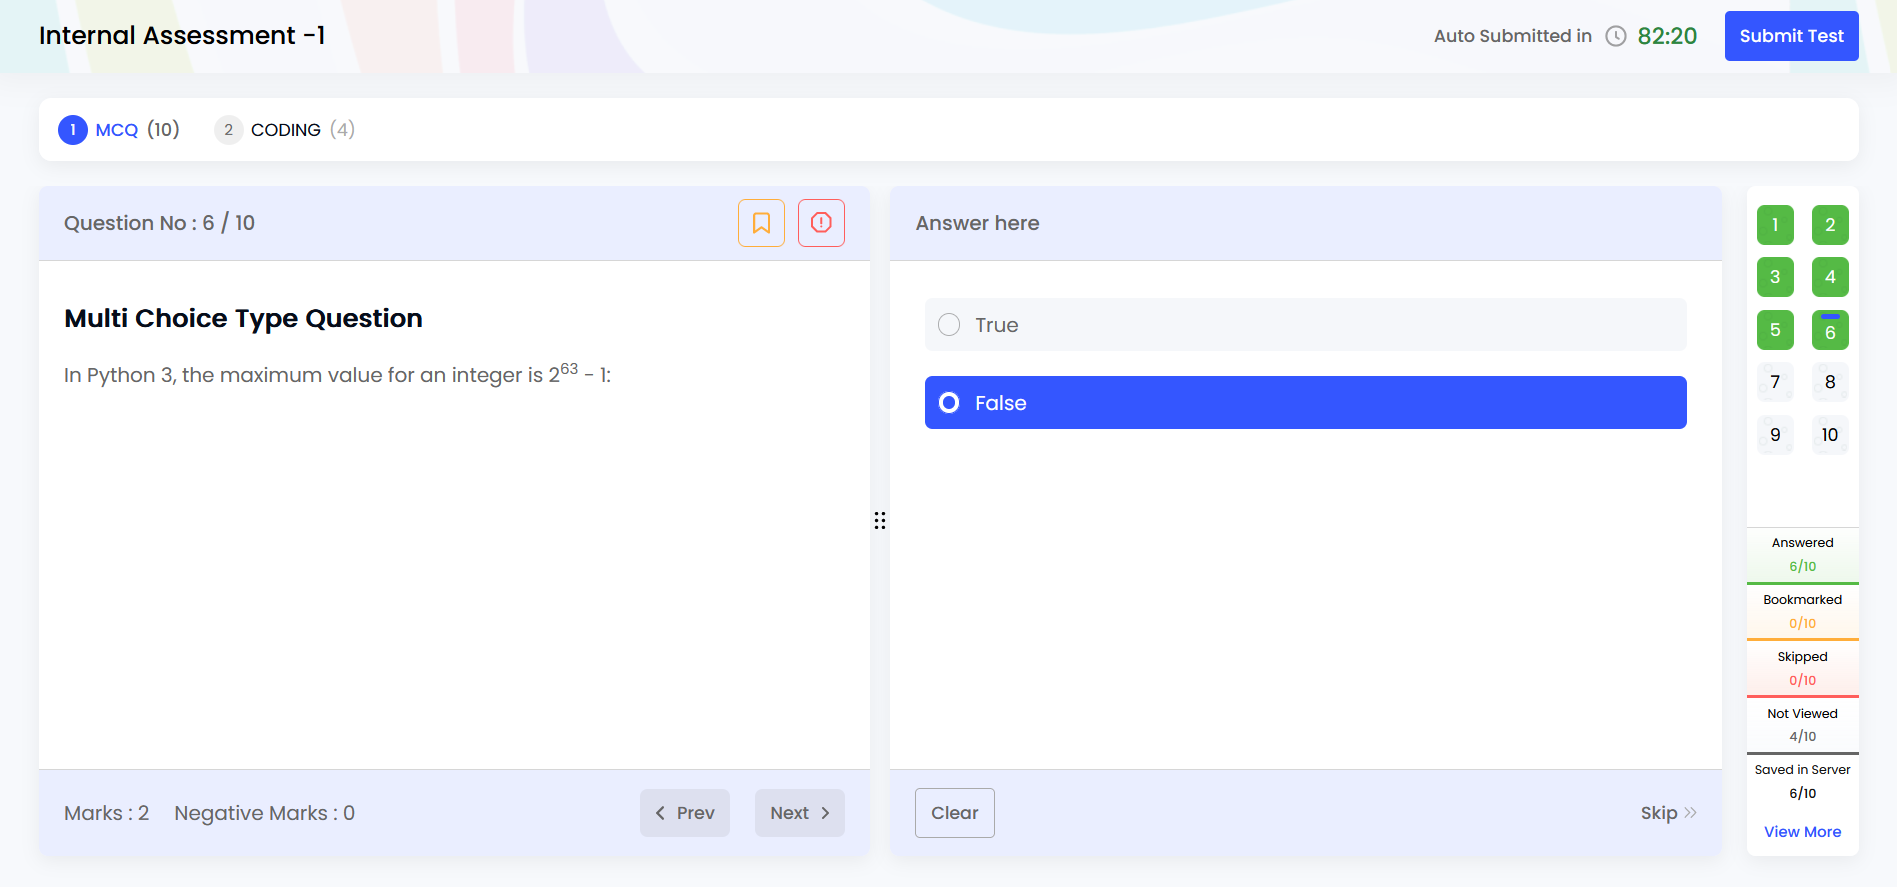 Internal Assessment -1
Auto Submitted in 82:20
Submit Test
1 MCQ (10) 2 CODING (4)
Question No : 6 / 10
Multi Choice Type Question
In Python 3, the maximum value for an integer is 2⁶³ - 1:
Marks : 2 Negative Marks : 0
Prev
Next
Answer here
True
False
Clear
Skip
1 2
3 4
5 6
7 8
9 10
Answered
6/10
Bookmarked
0/10
Skipped
0/10
Not Viewed
4/10
Saved in Server
6/10
View More